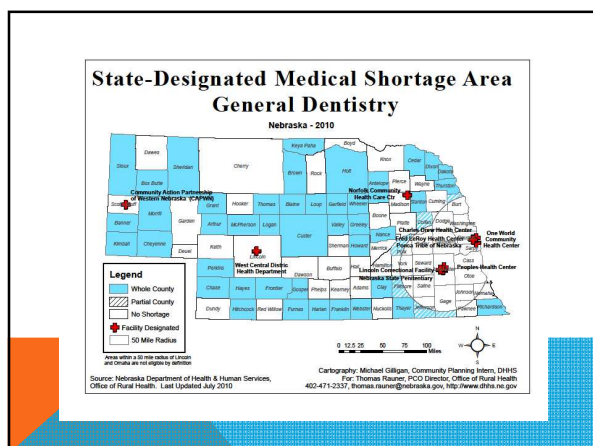 State-Designated Medical Shortage Area
General Dentistry
Nebraska - 2010
Keya Paha
Boyd
Sioux
Dawes
Sheridan
Cherry
Brown
Rock
Holt
Knox
Cedar
Dixon
Dakota
Box Butte
Antelope
Pierce
Wayne
Thurston
Community Action Partnership
of Western Nebraska (CAPWN)
Norfolk Community
Health Care Ctr
Grant
Hooker
Thomas
Blaine
Loup
Garfield
Wheeler
Madison
Stanton
Cuming
Burt
Banner
Morrill
Garden
Arthur
McPherson
Logan
Custer
Valley
Greeley
Boone
Platte
Dodge
Charles Drew Health Center
Fred LeRoy Health Center
Ponca Tribe of Nebraska
One World
Community
Health Center
Kimball
Cheyenne
Deuel
Keith
Lincoln
West Central District
Health Department
Sherman
Howard
Nance
Merrick
Perkins
Dawson
Buffalo
Hall
York
Seward
Cass
Lincoln Correctional Facility
Nebraska State Penitentiary
Peoples Health Center
Chase
Hayes
Frontier
Gosper
Phelps
Kearney
Adams
Clay
Fillmore
Saline
Otoe
Gage
Johnson
Dundy
Hitchcock
Red Willow
Furnas
Harlan
Franklin
Webster
Nuckolls
Thayer
Jefferson
Pawnee
Richardson
Legend
Whole County
Partial County
No Shortage
Facility Designated
50 Mile Radius
Areas within a 50 mile radius of Lincoln
and Omaha are not eligible by definition
0 12.5 25 50 75 100
Miles
N
W E
S
Source: Nebraska Department of Health & Human Services,
Office of Rural Health. Last Updated July 2010
Cartography: Michael Gilligan, Community Planning Intern, DHHS
For: Thomas Rauner, PCO Director, Office of Rural Health
402-471-2337, thomas.rauner@nebraska.gov, http://www.dhhs.ne.gov